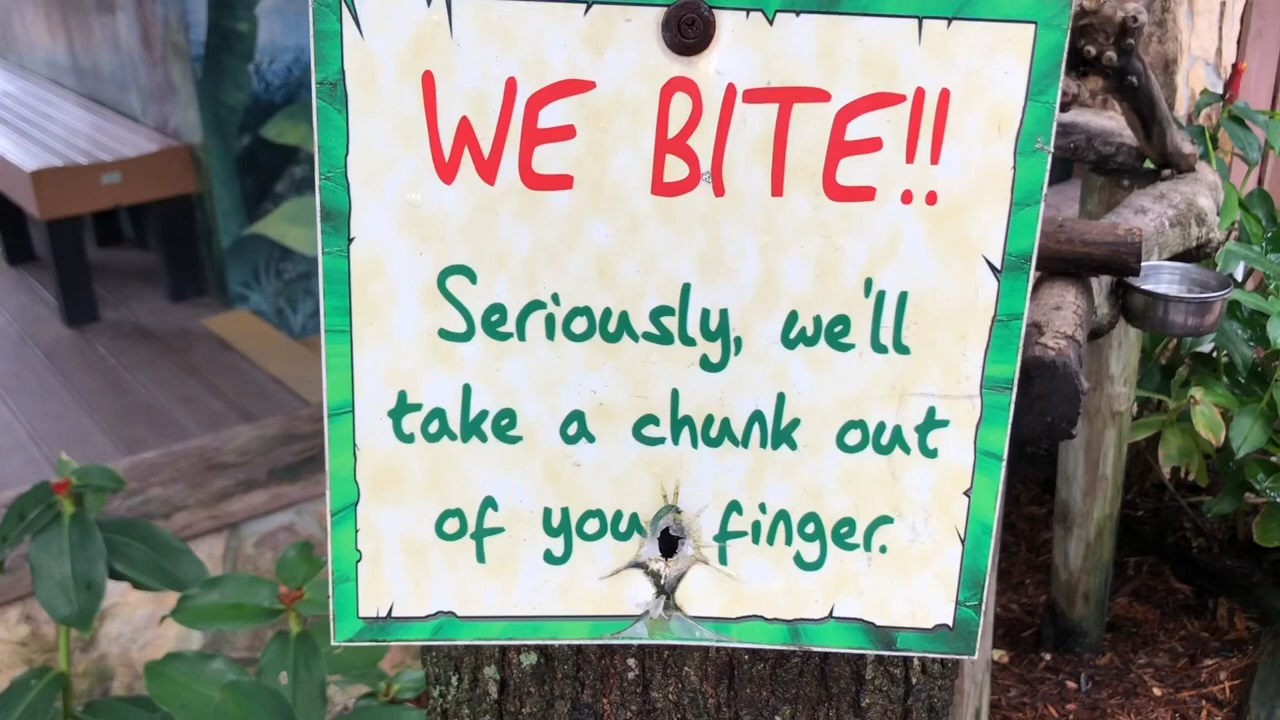 WE BITE!!
Seriously, we'll
take a chunk out
of you finger.